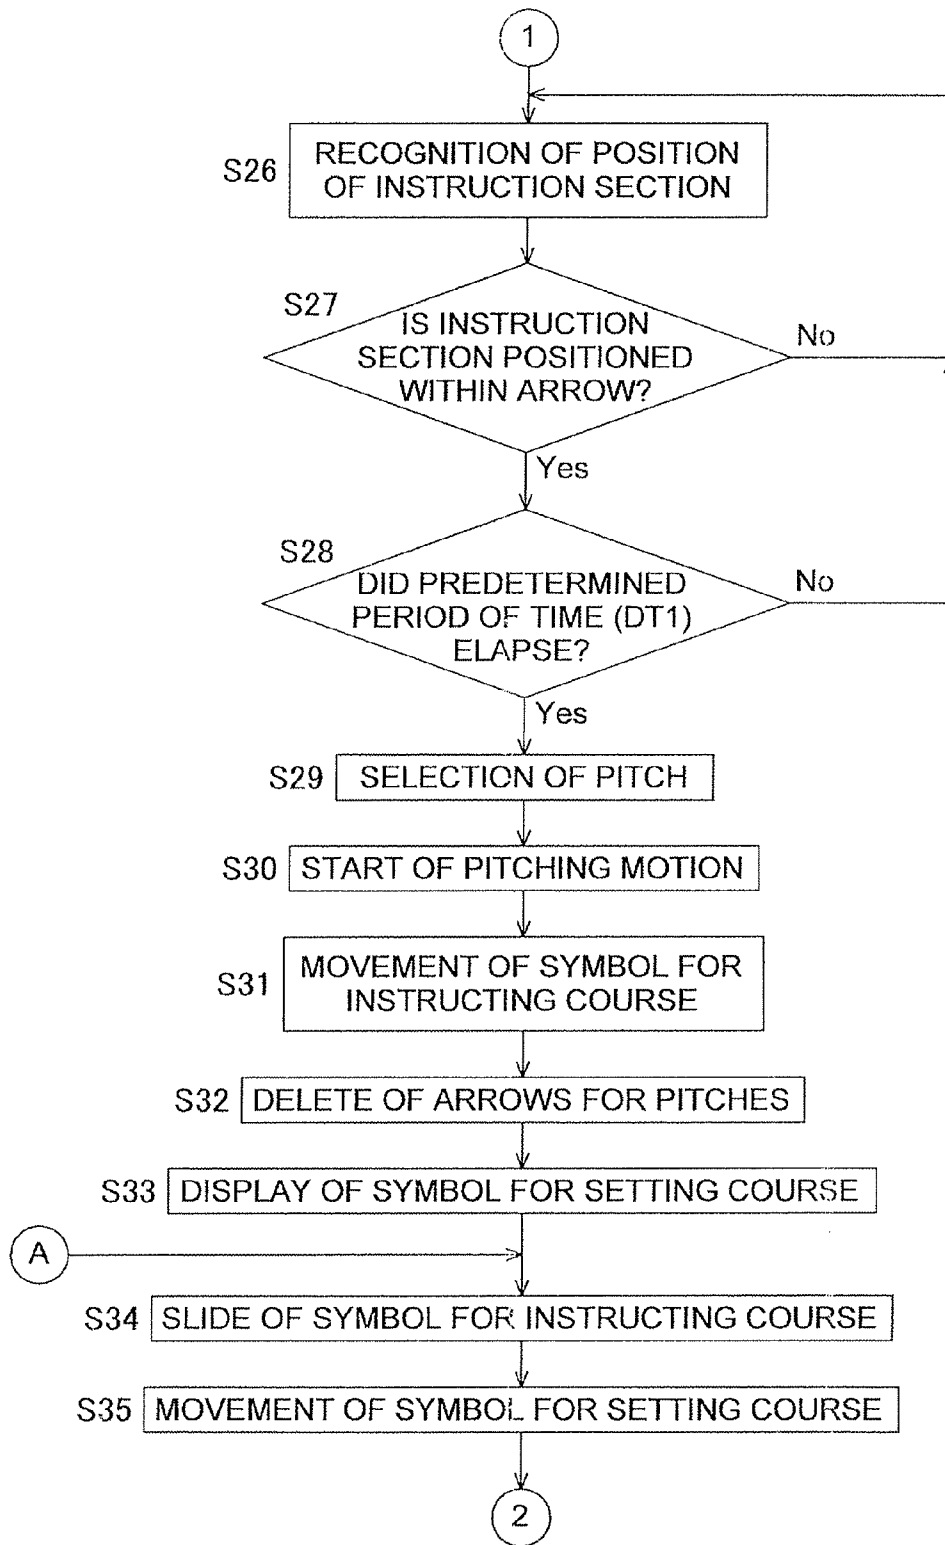 1
S26
RECOGNITION OF POSITION
OF INSTRUCTION SECTION
S27
IS INSTRUCTION
SECTION POSITIONED
WITHIN ARROW?
No
Yes
S28
DID PREDETERMINED
PERIOD OF TIME (DT1)
ELAPSE?
No
Yes
S29 SELECTION OF PITCH
S30 START OF PITCHING MOTION
S31
MOVEMENT OF SYMBOL FOR
INSTRUCTING COURSE
S32 DELETE OF ARROWS FOR PITCHES
S33 DISPLAY OF SYMBOL FOR SETTING COURSE
A
S34 SLIDE OF SYMBOL FOR INSTRUCTING COURSE
S35 MOVEMENT OF SYMBOL FOR SETTING COURSE
2